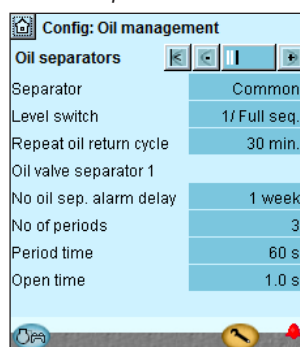 Config: Oil management
Oil separators
Separator Common
Level switch 1/ Full seq.
Repeat oil return cycle 30 min.
Oil valve separator 1
No oil sep. alarm delay 1 week
No of periods 3
Period time 60 s
Open time 1.0 s